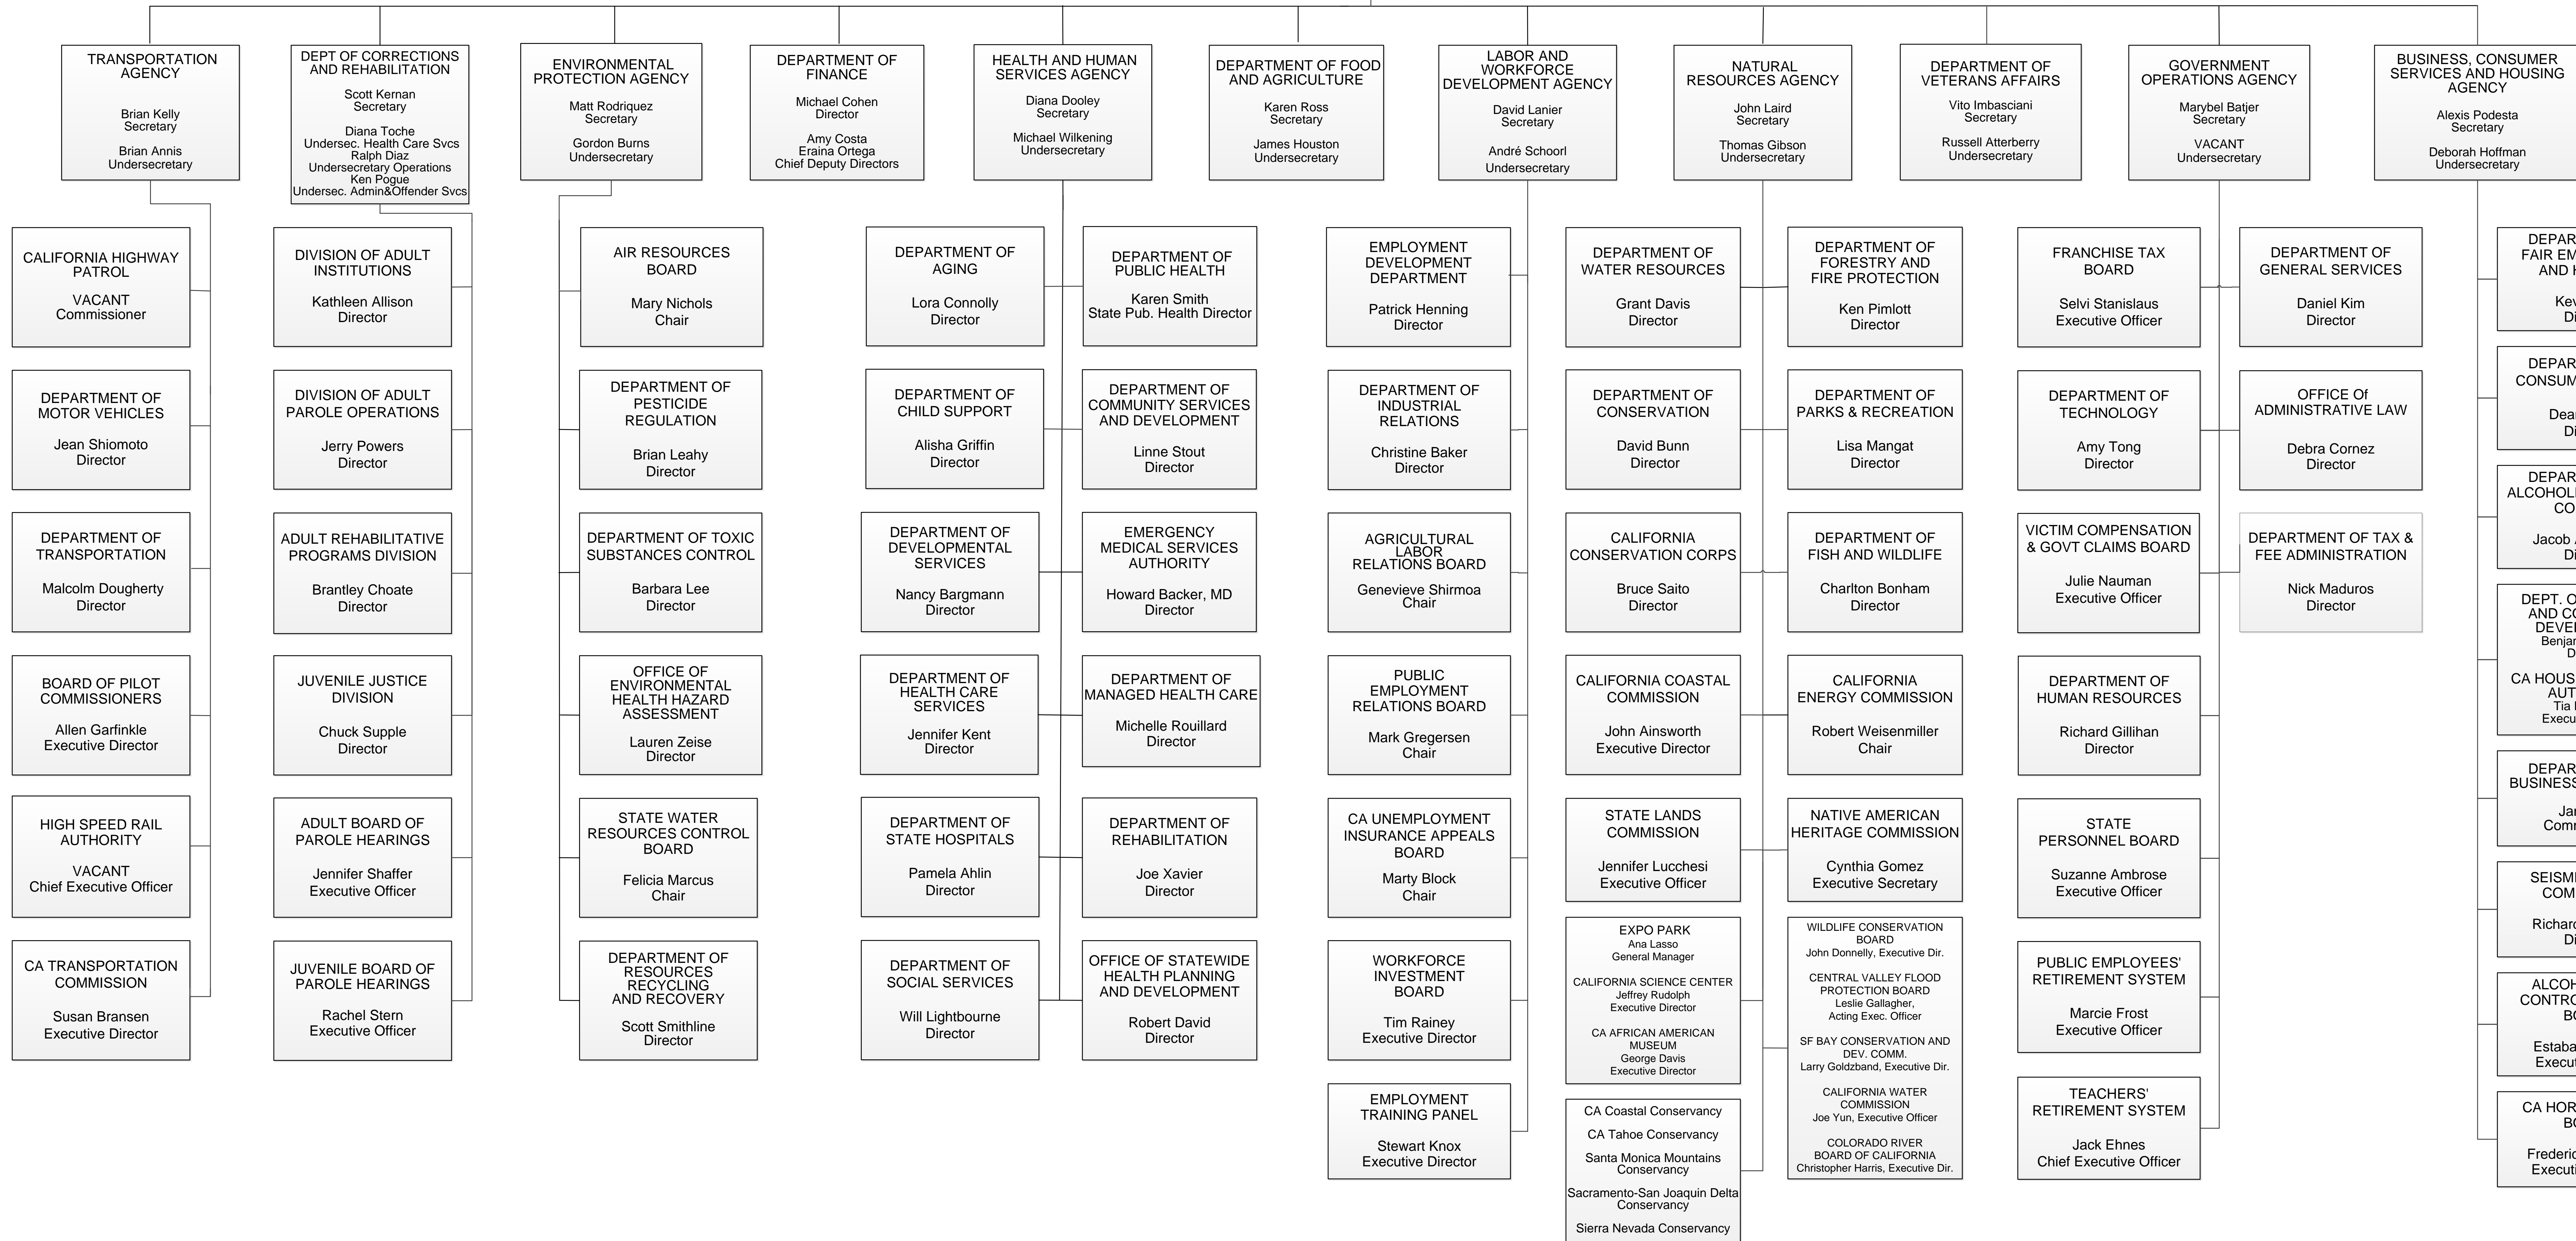 TRANSPORTATION
AGENCY
Brian Kelly
Secretary
Brian Annis
Undersecretary
DEPT OF CORRECTIONS
AND REHABILITATION
Scott Kernan
Secretary
Diana Toche
Undersec. Health Care Svcs
Ralph Diaz
Undersecretary Operations
Ken Pogue
Undersec. Admin&Offender Svcs
ENVIRONMENTAL
PROTECTION AGENCY
Matt Rodriquez
Secretary
Gordon Burns
Undersecretary
DEPARTMENT OF
FINANCE
Michael Cohen
Director
Amy Costa
Eraina Ortega
Chief Deputy Directors
HEALTH AND HUMAN
SERVICES AGENCY
Diana Dooley
Secretary
Michael Wilkening
Undersecretary
DEPARTMENT OF FOOD
AND AGRICULTURE
Karen Ross
Secretary
James Houston
Undersecretary
LABOR AND
WORKFORCE
DEVELOPMENT AGENCY
David Lanier
Secretary
André Schoorl
Undersecretary
NATURAL
RESOURCES AGENCY
John Laird
Secretary
Thomas Gibson
Undersecretary
DEPARTMENT OF
VETERANS AFFAIRS
Vito Imbasciani
Secretary
Russell Atterberry
Undersecretary
GOVERNMENT
OPERATIONS AGENCY
Marybel Batjer
Secretary
VACANT
Undersecretary
BUSINESS, CONSUMER
SERVICES AND HOUSING
AGENCY
Alexis Podesta
Secretary
Deborah Hoffman
Undersecretary
CALIFORNIA HIGHWAY
PATROL
VACANT
Commissioner
DEPARTMENT OF
MOTOR VEHICLES
Jean Shiomoto
Director
DEPARTMENT OF
TRANSPORTATION
Malcolm Dougherty
Director
BOARD OF PILOT
COMMISSIONERS
Allen Garfinkle
Executive Director
HIGH SPEED RAIL
AUTHORITY
VACANT
Chief Executive Officer
CA TRANSPORTATION
COMMISSION
Susan Bransen
Executive Director
DIVISION OF ADULT
INSTITUTIONS
Kathleen Allison
Director
DIVISION OF ADULT
PAROLE OPERATIONS
Jerry Powers
Director
ADULT REHABILITATIVE
PROGRAMS DIVISION
Brantley Choate
Director
JUVENILE JUSTICE
DIVISION
Chuck Supple
Director
ADULT BOARD OF
PAROLE HEARINGS
Jennifer Shaffer
Executive Officer
JUVENILE BOARD OF
PAROLE HEARINGS
Rachel Stern
Executive Officer
AIR RESOURCES
BOARD
Mary Nichols
Chair
DEPARTMENT OF
PESTICIDE
REGULATION
Brian Leahy
Director
DEPARTMENT OF TOXIC
SUBSTANCES CONTROL
Barbara Lee
Director
OFFICE OF
ENVIRONMENTAL
HEALTH HAZARD
ASSESSMENT
Lauren Zeise
Director
STATE WATER
RESOURCES CONTROL
BOARD
Felicia Marcus
Chair
DEPARTMENT OF
RESOURCES
RECYCLING
AND RECOVERY
Scott Smithline
Director
DEPARTMENT OF
AGING
Lora Connolly
Director
DEPARTMENT OF
CHILD SUPPORT
Alisha Griffin
Director
DEPARTMENT OF
DEVELOPMENTAL
SERVICES
Nancy Bargmann
Director
DEPARTMENT OF
HEALTH CARE
SERVICES
Jennifer Kent
Director
DEPARTMENT OF
STATE HOSPITALS
Pamela Ahlin
Director
DEPARTMENT OF
SOCIAL SERVICES
Will Lightbourne
Director
DEPARTMENT OF
PUBLIC HEALTH
Karen Smith
State Pub. Health Director
DEPARTMENT OF
COMMUNITY SERVICES
AND DEVELOPMENT
Linne Stout
Director
EMERGENCY
MEDICAL SERVICES
AUTHORITY
Howard Backer, MD
Director
DEPARTMENT OF
MANAGED HEALTH CARE
Michelle Rouillard
Director
DEPARTMENT OF
REHABILITATION
Joe Xavier
Director
OFFICE OF STATEWIDE
HEALTH PLANNING
AND DEVELOPMENT
Robert David
Director
EMPLOYMENT
DEVELOPMENT
DEPARTMENT
Patrick Henning
Director
DEPARTMENT OF
INDUSTRIAL
RELATIONS
Christine Baker
Director
AGRICULTURAL
LABOR
RELATIONS BOARD
Genevieve Shirmoa
Chair
PUBLIC
EMPLOYMENT
RELATIONS BOARD
Mark Gregersen
Chair
CA UNEMPLOYMENT
INSURANCE APPEALS
BOARD
Marty Block
Chair
WORKFORCE
INVESTMENT
BOARD
Tim Rainey
Executive Director
EMPLOYMENT
TRAINING PANEL
Stewart Knox
Executive Director
DEPARTMENT OF
WATER RESOURCES
Grant Davis
Director
DEPARTMENT OF
CONSERVATION
David Bunn
Director
CALIFORNIA
CONSERVATION CORPS
Bruce Saito
Director
CALIFORNIA COASTAL
COMMISSION
John Ainsworth
Executive Director
STATE LANDS
COMMISSION
Jennifer Lucchesi
Executive Officer
EXPO PARK
Ana Lasso
General Manager
CALIFORNIA SCIENCE CENTER
Jeffrey Rudolph
Executive Director
CA AFRICAN AMERICAN
MUSEUM
George Davis
Executive Director
CA Coastal Conservancy
CA Tahoe Conservancy
Santa Monica Mountains
Conservancy
Sacramento-San Joaquin Delta
Conservancy
Sierra Nevada Conservancy
DEPARTMENT OF
FORESTRY AND
FIRE PROTECTION
Ken Pimlott
Director
DEPARTMENT OF
PARKS & RECREATION
Lisa Mangat
Director
DEPARTMENT OF
FISH AND WILDLIFE
Charlton Bonham
Director
CALIFORNIA
ENERGY COMMISSION
Robert Weisenmiller
Chair
NATIVE AMERICAN
HERITAGE COMMISSION
Cynthia Gomez
Executive Secretary
WILDLIFE CONSERVATION
BOARD
John Donnelly, Executive Dir.
CENTRAL VALLEY FLOOD
PROTECTION BOARD
Leslie Gallagher,
Acting Exec. Officer
SF BAY CONSERVATION AND
DEV. COMM.
Larry Goldzband, Executive Dir.
CALIFORNIA WATER
COMMISSION
Joe Yun, Executive Officer
COLORADO RIVER
BOARD OF CALIFORNIA
Christopher Harris, Executive Dir.
FRANCHISE TAX
BOARD
Selvi Stanislaus
Executive Officer
DEPARTMENT OF
TECHNOLOGY
Amy Tong
Director
VICTIM COMPENSATION
& GOVT CLAIMS BOARD
Julie Nauman
Executive Officer
DEPARTMENT OF
HUMAN RESOURCES
Richard Gillihan
Director
STATE
PERSONNEL BOARD
Suzanne Ambrose
Executive Officer
PUBLIC EMPLOYEES'
RETIREMENT SYSTEM
Marcie Frost
Executive Officer
TEACHERS'
RETIREMENT SYSTEM
Jack Ehnes
Chief Executive Officer
DEPARTMENT OF
GENERAL SERVICES
Daniel Kim
Director
OFFICE Of
ADMINISTRATIVE LAW
Debra Cornez
Director
DEPARTMENT OF TAX &
FEE ADMINISTRATION
Nick Maduros
Director
FAIR
AND
DEPT.
AND
CA
Tia
BUSINESS
Richard
CA